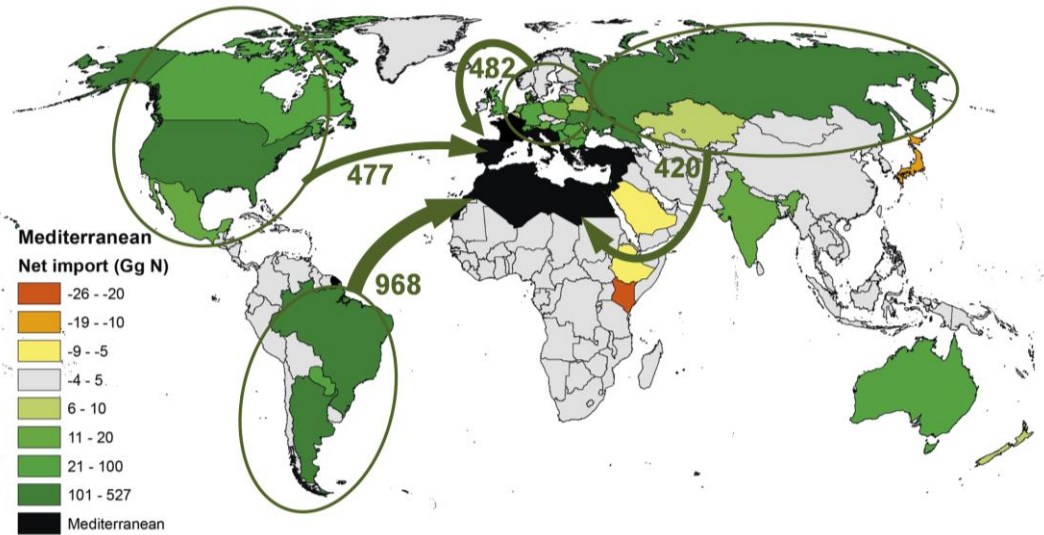 482
477
420
968
Mediterranean
Net import (Gg N)
-26 - -20
-19 - -10
-9 - -5
-4 - 5
6 - 10
11 - 20
21 - 100
101 - 527
Mediterranean